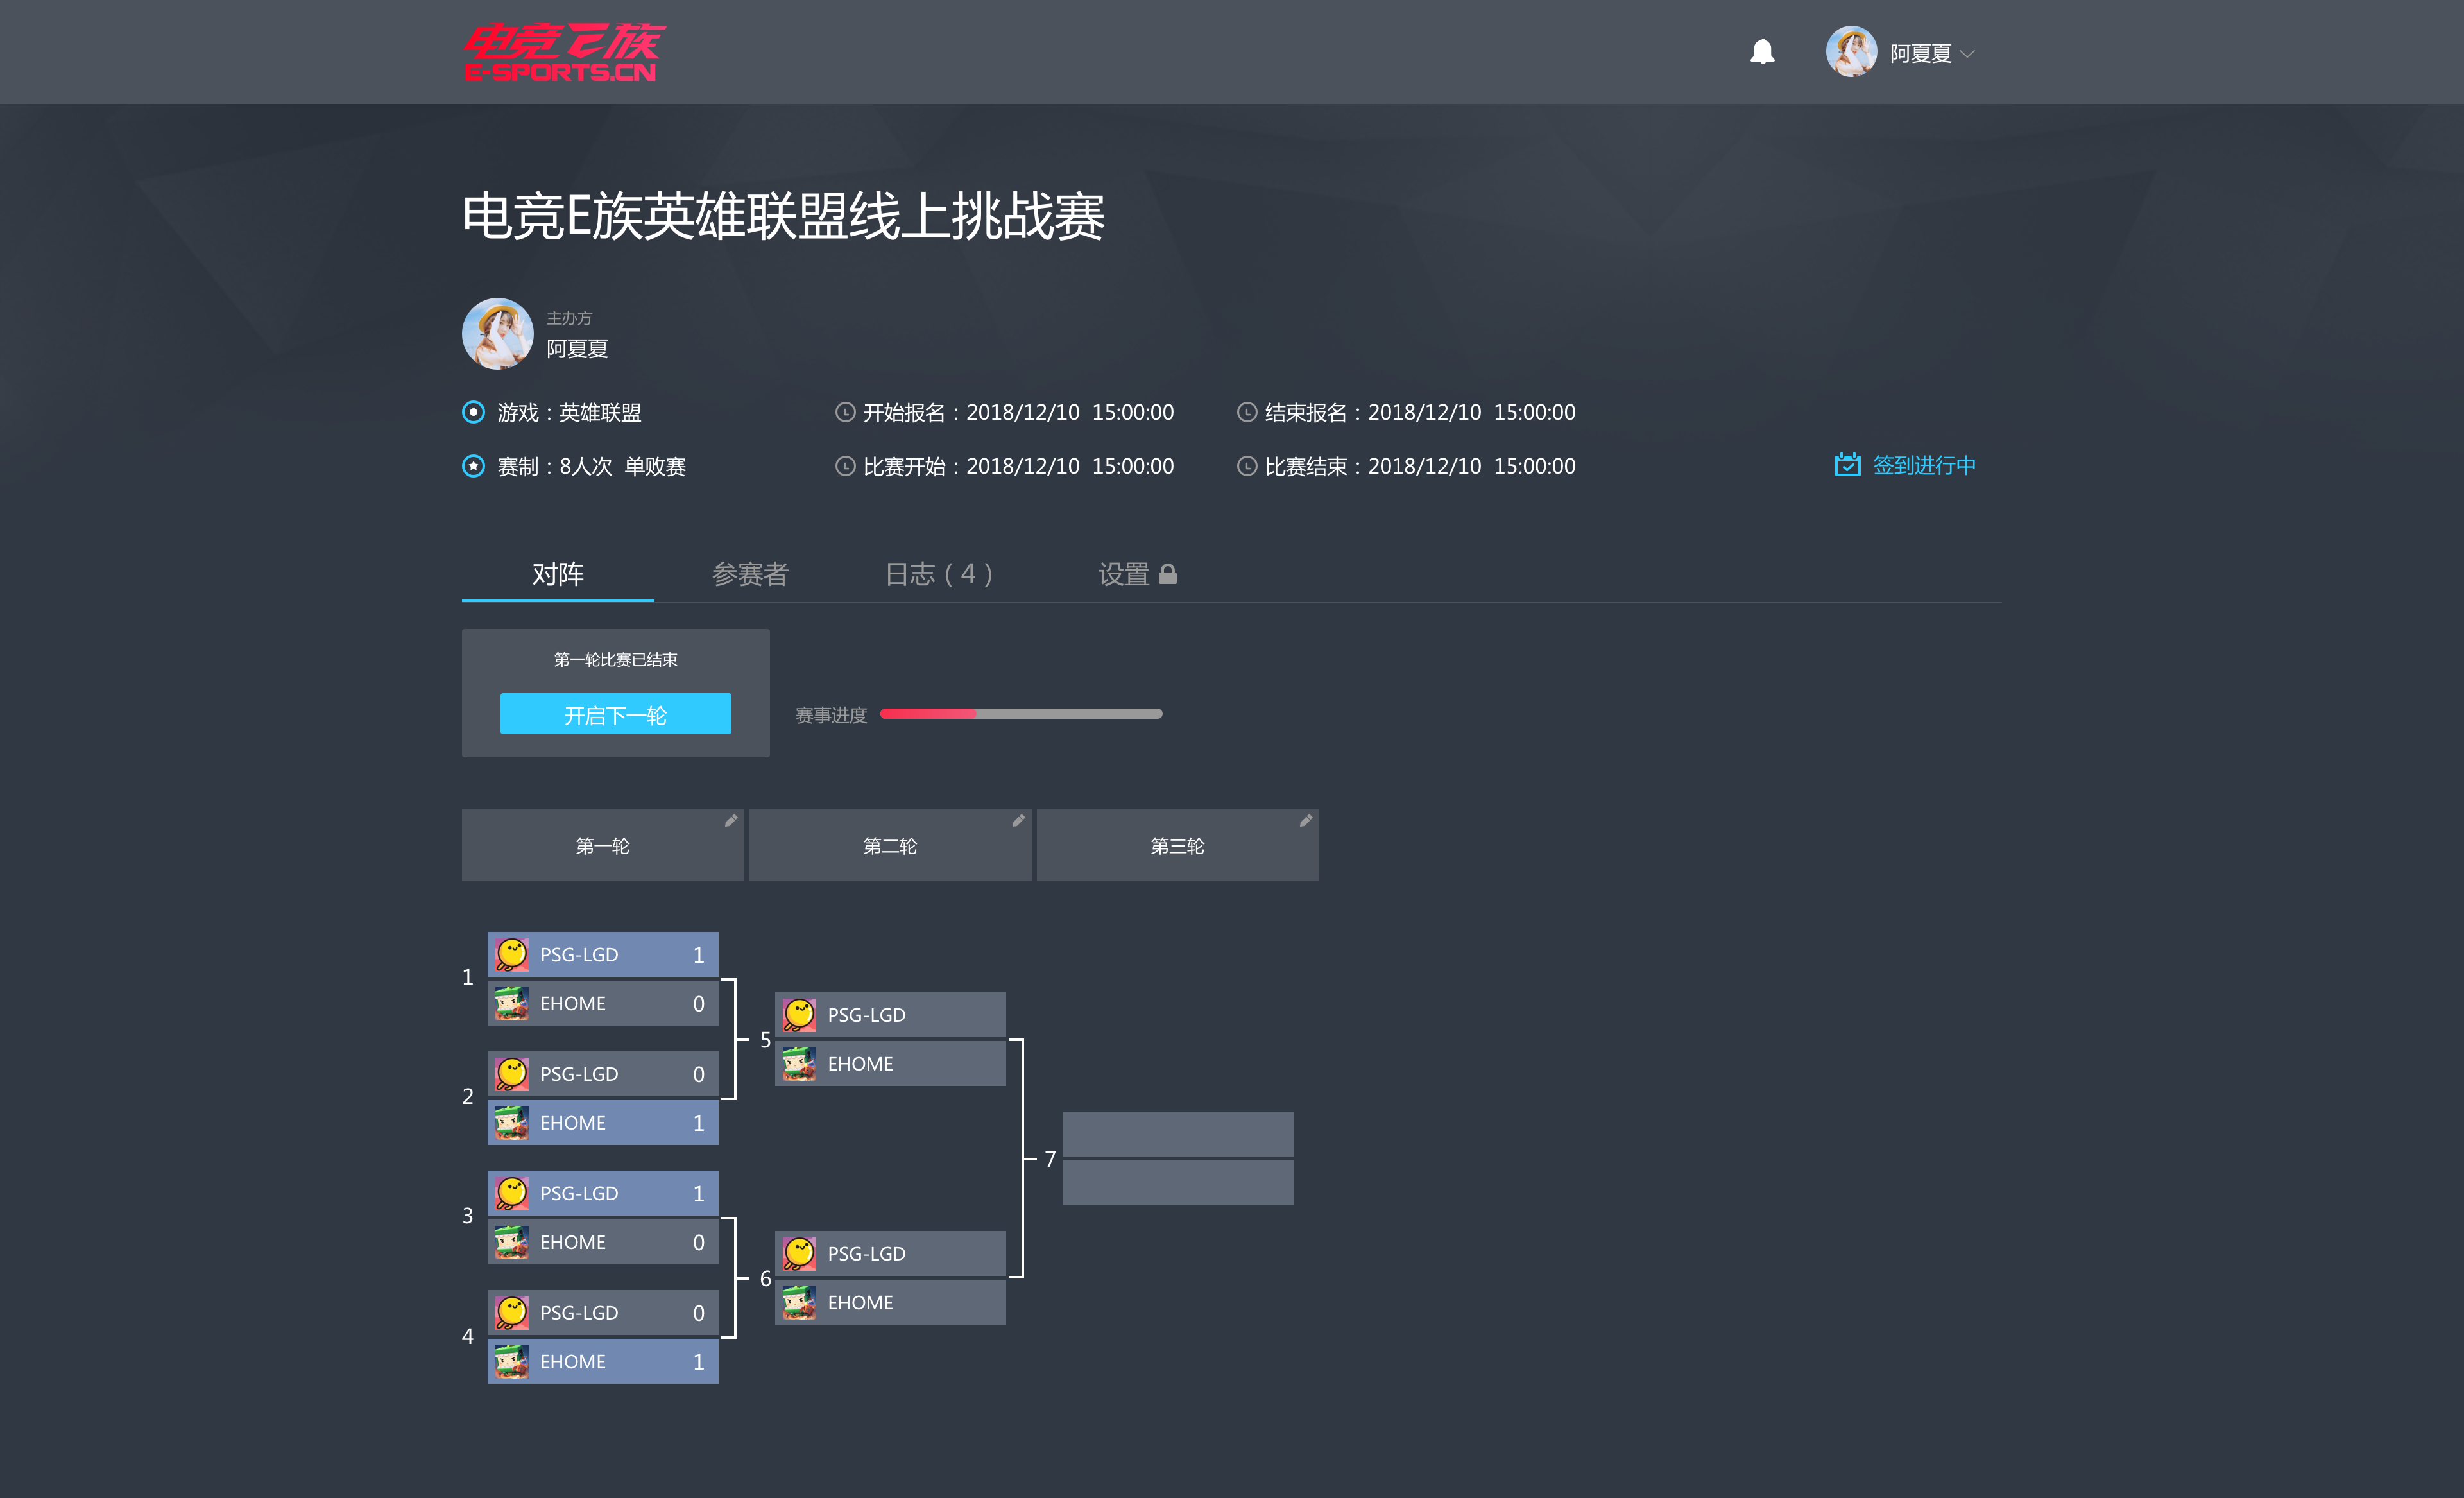 电竞E族
E-SPORTS.CN
阿夏夏
电竞E族英雄联盟线上挑战赛
主办方
阿夏夏
游戏：英雄联盟
开始报名：2018/12/10 15:00:00
结束报名：2018/12/10 15:00:00
赛制：8人次 单败赛
比赛开始：2018/12/10 15:00:00
比赛结束：2018/12/10 15:00:00
签到进行中
对阵
参赛者
日志（4）
设置
第一轮比赛已结束
开启下一轮
赛事进度
第一轮
第二轮
第三轮
1
PSG-LGD 1
EHOME 0
2
PSG-LGD 0
EHOME 1
3
PSG-LGD 1
EHOME 0
4
PSG-LGD 0
EHOME 1
5
PSG-LGD
EHOME
6
PSG-LGD
EHOME
7